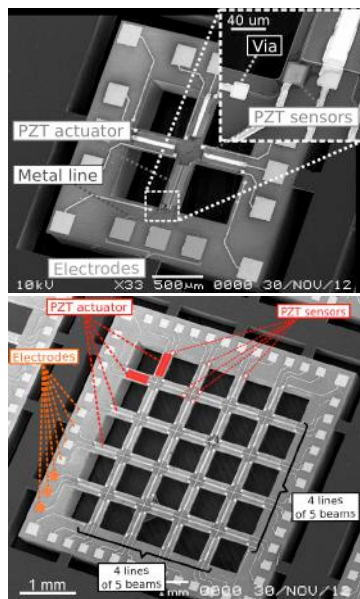 40 um
Via
PZT sensors
PZT actuator
Metal line
Electrodes
10kV X33 500µm 0000 30/NOV/12
PZT actuator
PZT sensors
Electrodes
4 lines
of 5 beams
4 lines
of 5 beams
1 mm
0000 30/NOV/12